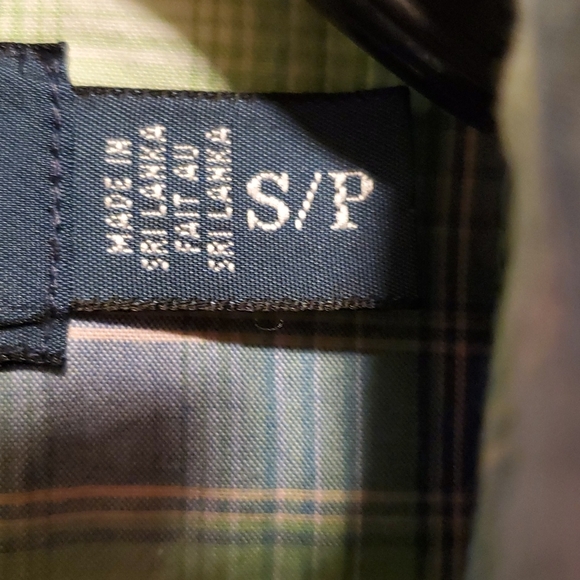 MADE IN
SRI LANKA
FAIT AU
SRI LANKA
S/P